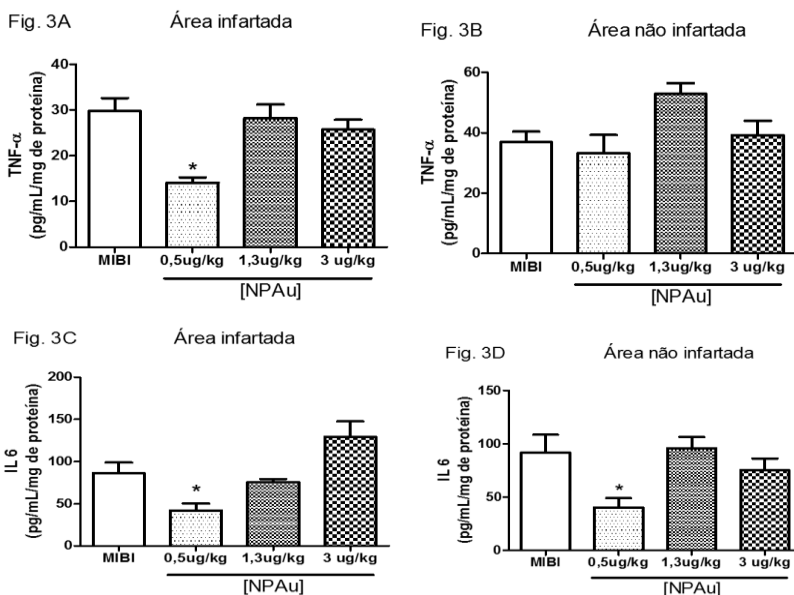 Fig. 3A
Área infartada
TNF-α
(pg/mL/mg de proteína)
40
30
20
10
0
*
MIBI 0,5ug/kg 1,3ug/kg 3 ug/kg
[NPAu]
Fig. 3B
Área não infartada
TNF-α
(pg/mL/mg de proteína)
60
40
20
0
MIBI 0,5ug/kg 1,3ug/kg 3 ug/kg
[NPAu]
Fig. 3C
Área infartada
IL 6
(pg/mL/mg de proteína)
200
150
100
50
0
*
MIBI 0,5ug/kg 1,3ug/kg 3 ug/kg
[NPAu]
Fig. 3D
Área não infartada
IL 6
(pg/mL/mg de proteína)
150
100
50
0
*
MIBI 0,5ug/kg 1,3ug/kg 3 ug/kg
[NPAu]